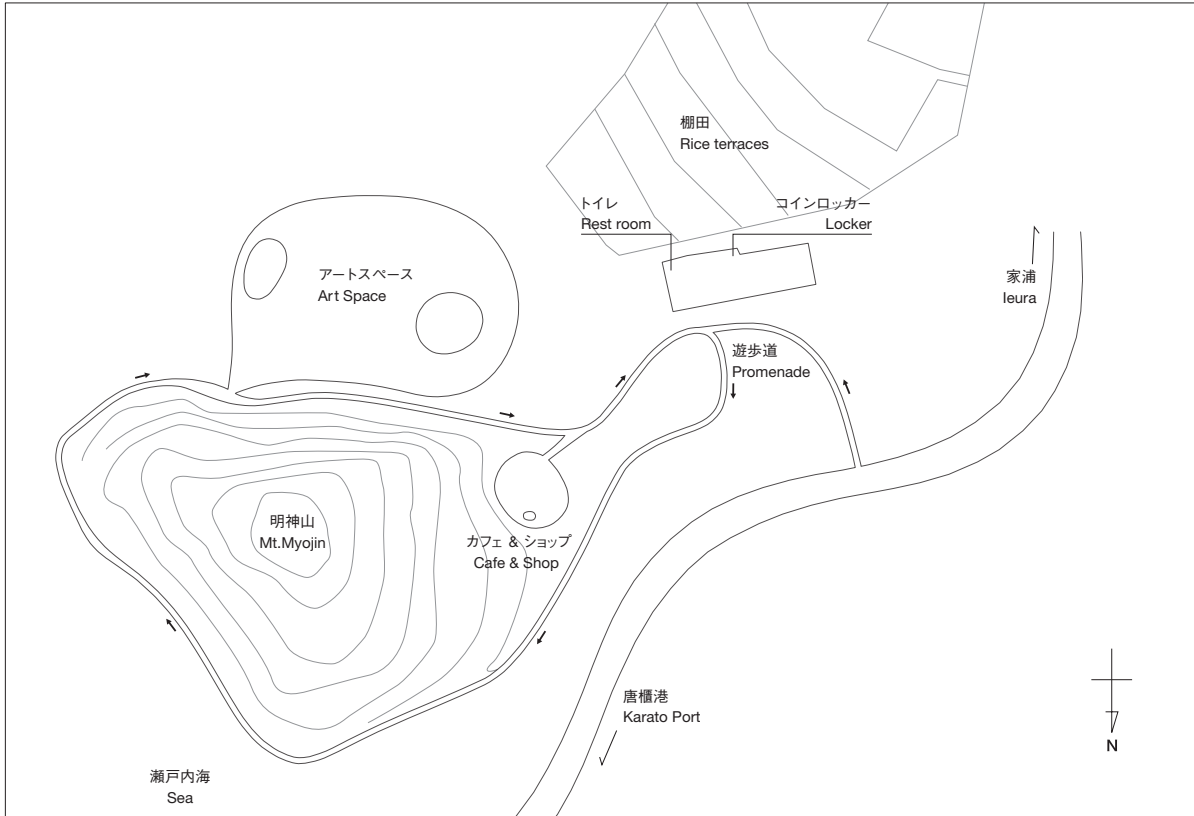 棚田
Rice terraces
トイレ
Rest room
コインロッカー
Locker
アートスペース
Art Space
家浦
Ieura
遊歩道
Promenade
明神山
Mt.Myojin
カフェ & ショップ
Cafe & Shop
唐櫃港
Karato Port
N
瀬戸内海
Sea